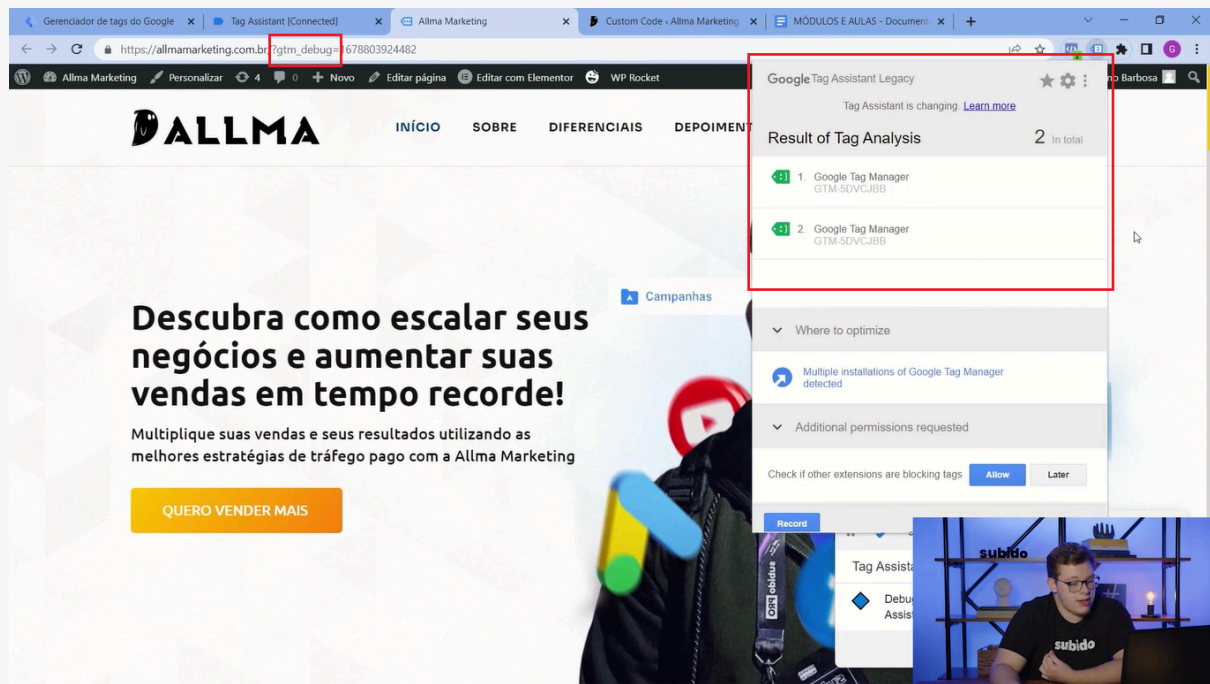 Gerenciador de tags do Google
Tag Assistant [Connected]
Allma Marketing
Custom Code ‹ Allma Marketing
MÓDULOS E AULAS - Document
https://allmamarketing.com.br/?gtm_debug=1678803924482
G
Allma Marketing
Personalizar
4
0
Novo
Editar página
Editar com Elementor
WP Rocket
Barbosa
ALLMA
INÍCIO
SOBRE
DIFERENCIAIS
DEPOIMENT
Google Tag Assistant Legacy
Tag Assistant is changing. Learn more
Result of Tag Analysis
2 In total
1. Google Tag Manager
GTM-5DVCJBB
2. Google Tag Manager
GTM-5DVCJBB
Campanhas
Where to optimize
Multiple installations of Google Tag Manager
detected
Additional permissions requested
Check if other extensions are blocking tags
Allow
Later
Record
Descubra como escalar seus
negócios e aumentar suas
vendas em tempo recorde!
Multiplique suas vendas e seus resultados utilizando as
melhores estratégias de tráfego pago com a Allma Marketing
QUERO VENDER MAIS
subido PRO
Tag Assista
Debu
Assis
subido
subido